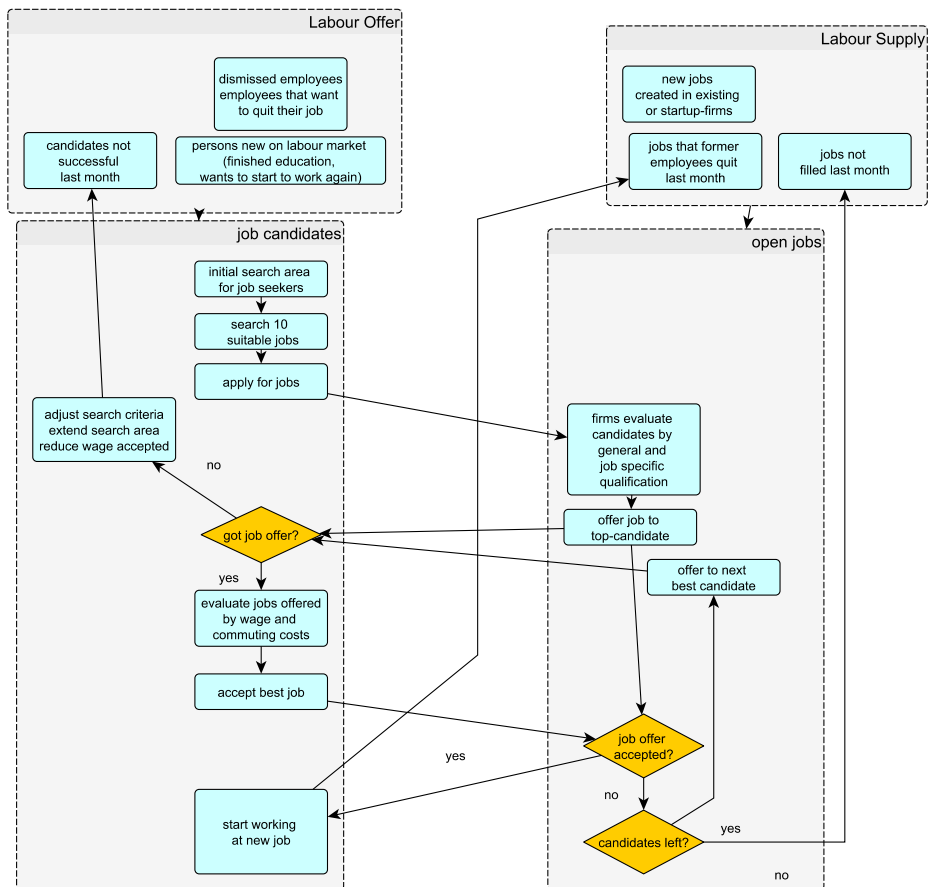 Labour Offer
dismissed employees
employees that want
to quit their job
candidates not
successful
last month
persons new on labour market
(finished education,
wants to start to work again)
Labour Supply
new jobs
created in existing
or startup-firms
jobs that former
employees quit
last month
jobs not
filled last month
job candidates
initial search area
for job seekers
search 10
suitable jobs
apply for jobs
adjust search criteria
extend search area
reduce wage accepted
no
got job offer?
yes
evaluate jobs offered
by wage and
commuting costs
accept best job
yes
start working
at new job
open jobs
firms evaluate
candidates by
general and
job specific
qualification
offer job to
top-candidate
offer to next
best candidate
job offer
accepted?
no
candidates left?
yes
no